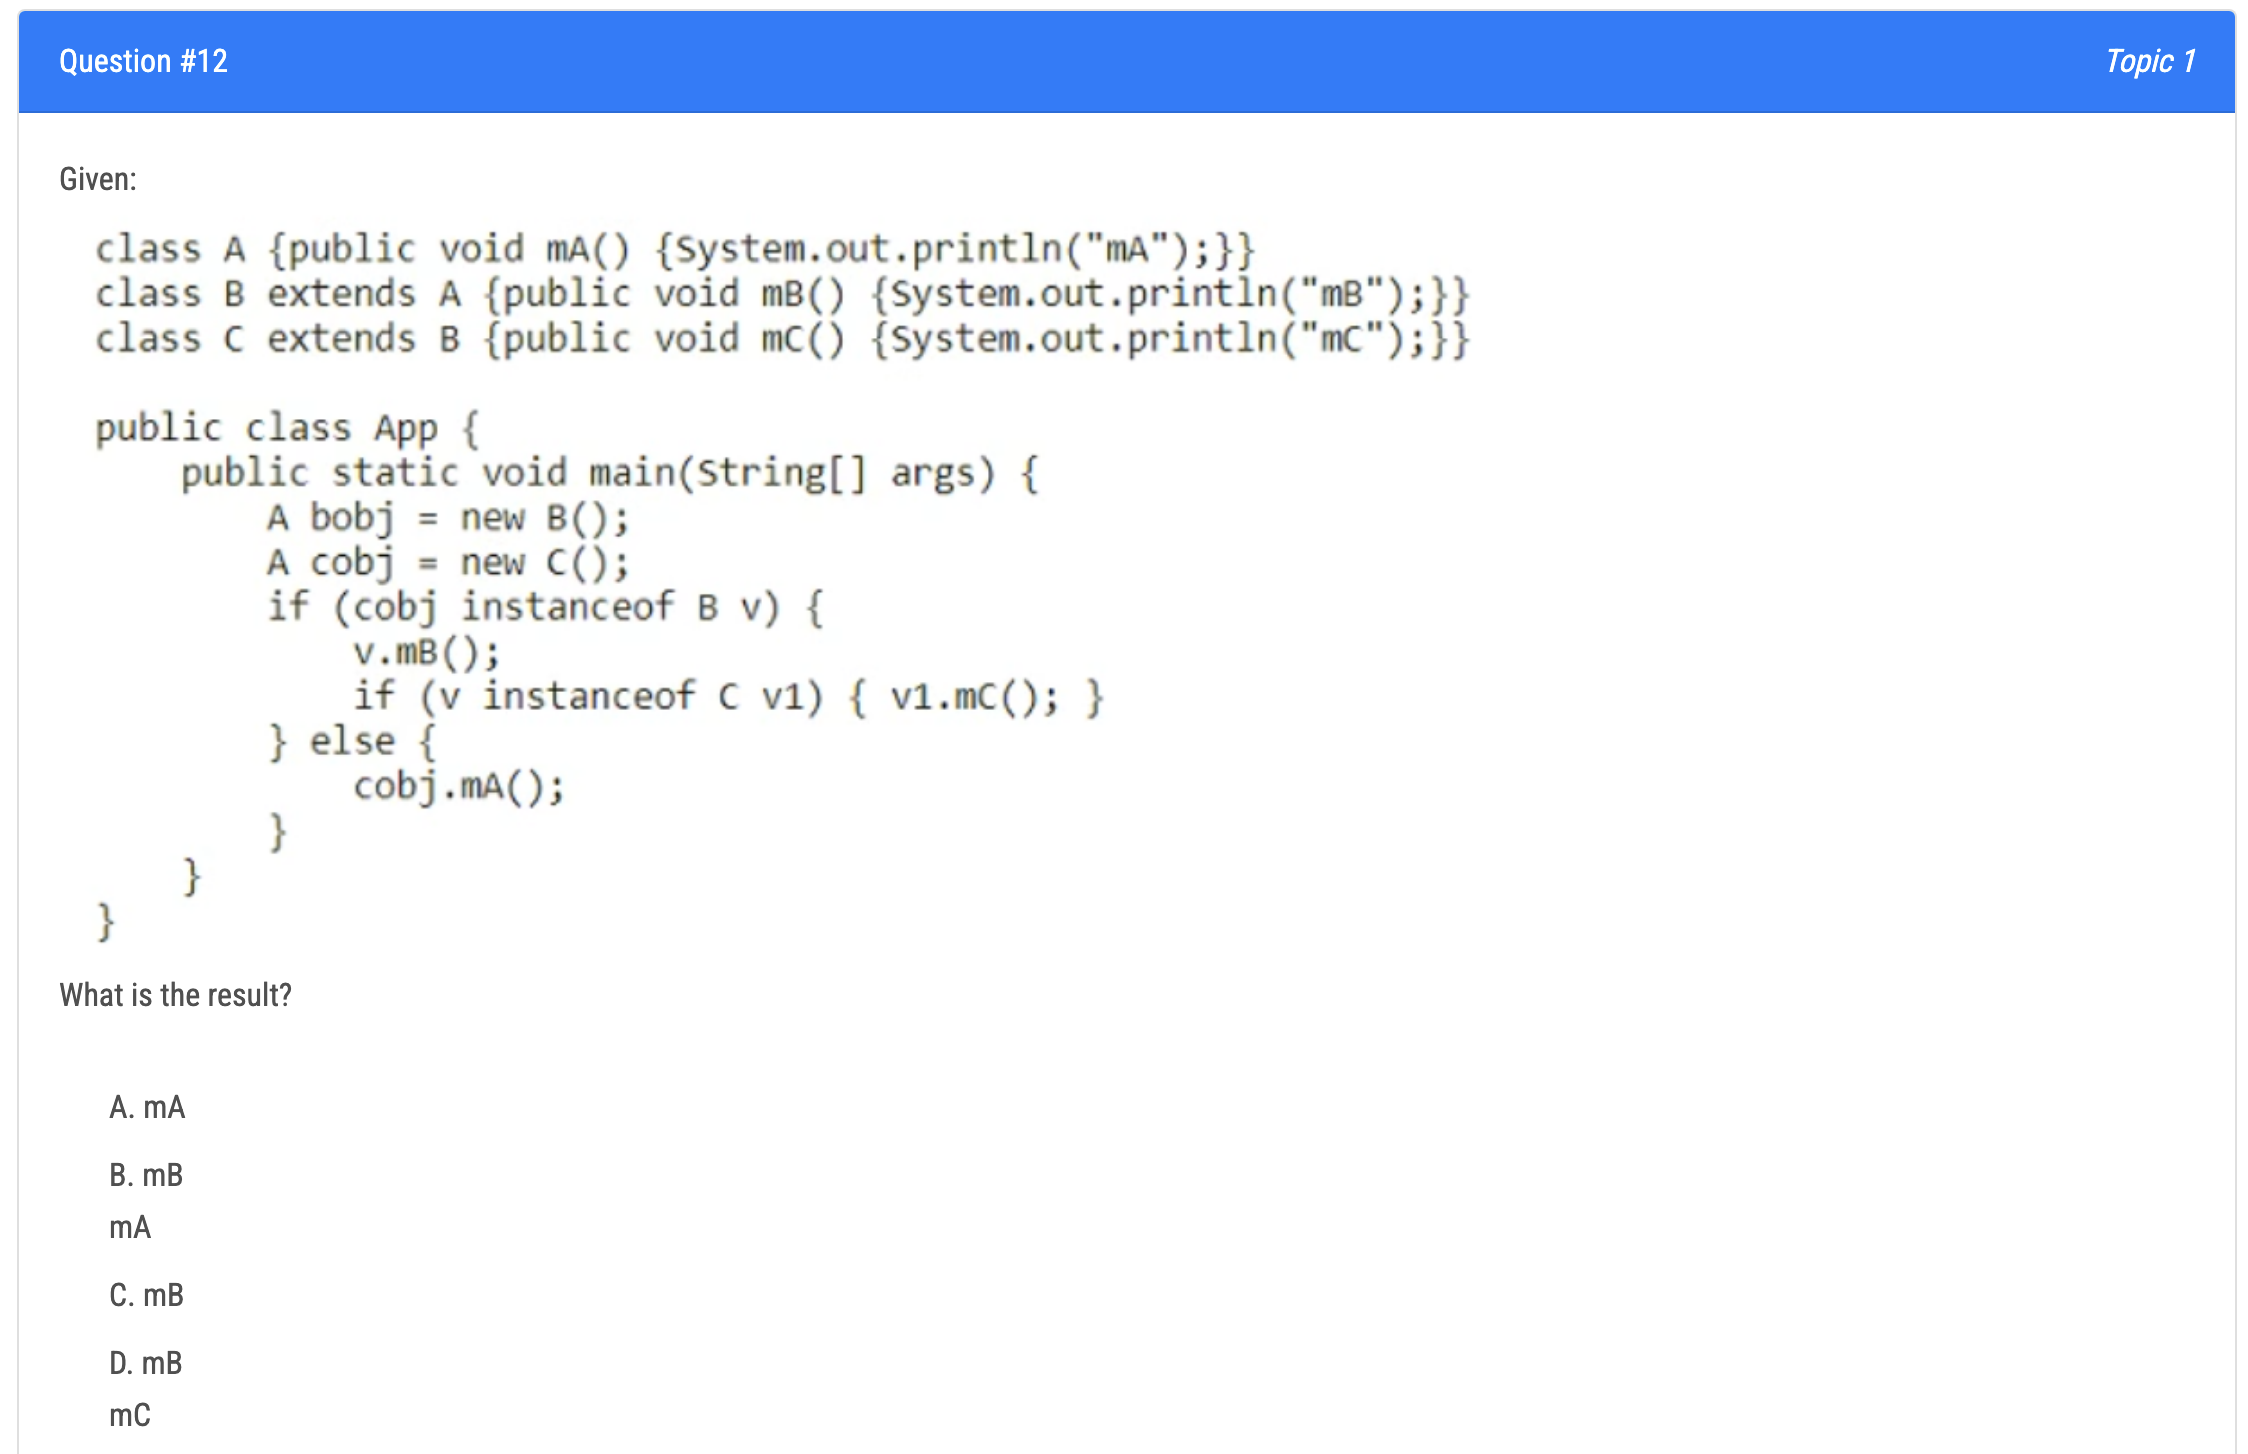 Question #12
Topic 1
Given:
class A {public void mA() {System.out.println("mA");}}
class B extends A {public void mB() {System.out.println("mB");}}
class C extends B {public void mC() {System.out.println("mC");}}
public class App {
    public static void main(String[] args) {
        A bobj = new B();
        A cobj = new C();
        if (cobj instanceof B v) {
            v.mB();
            if (v instanceof C v1) { v1.mC(); }
        } else {
            cobj.mA();
        }
    }
}
What is the result?
A. mA
B. mB
mA
C. mB
D. mB
mC